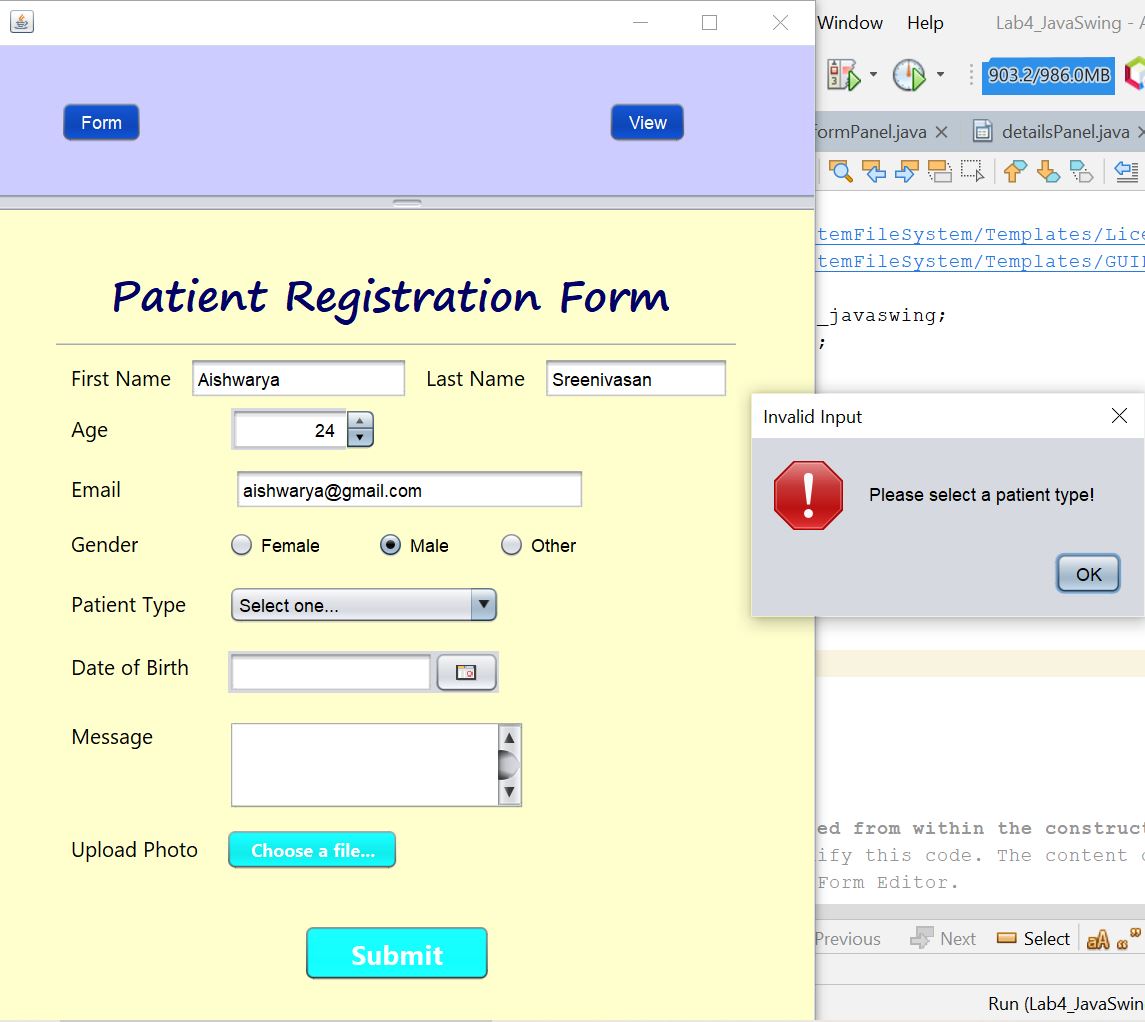 Window Help Lab4_JavaSwing -
903.2/986.0MB
Form View
formPanel.java detailsPanel.java
temFileSystem/Templates/Lice
temFileSystem/Templates/GUI
_javaswing;
;
Patient Registration Form
First Name Aishwarya Last Name Sreenivasan
Age 24
Email aishwarya@gmail.com
Gender Female Male Other
Patient Type Select one...
Date of Birth
Message
Upload Photo Choose a file...
Submit
Invalid Input
Please select a patient type!
OK
ed from within the construct
ify this code. The content
Form Editor.
Previous Next Select
Run (Lab4_JavaSwin